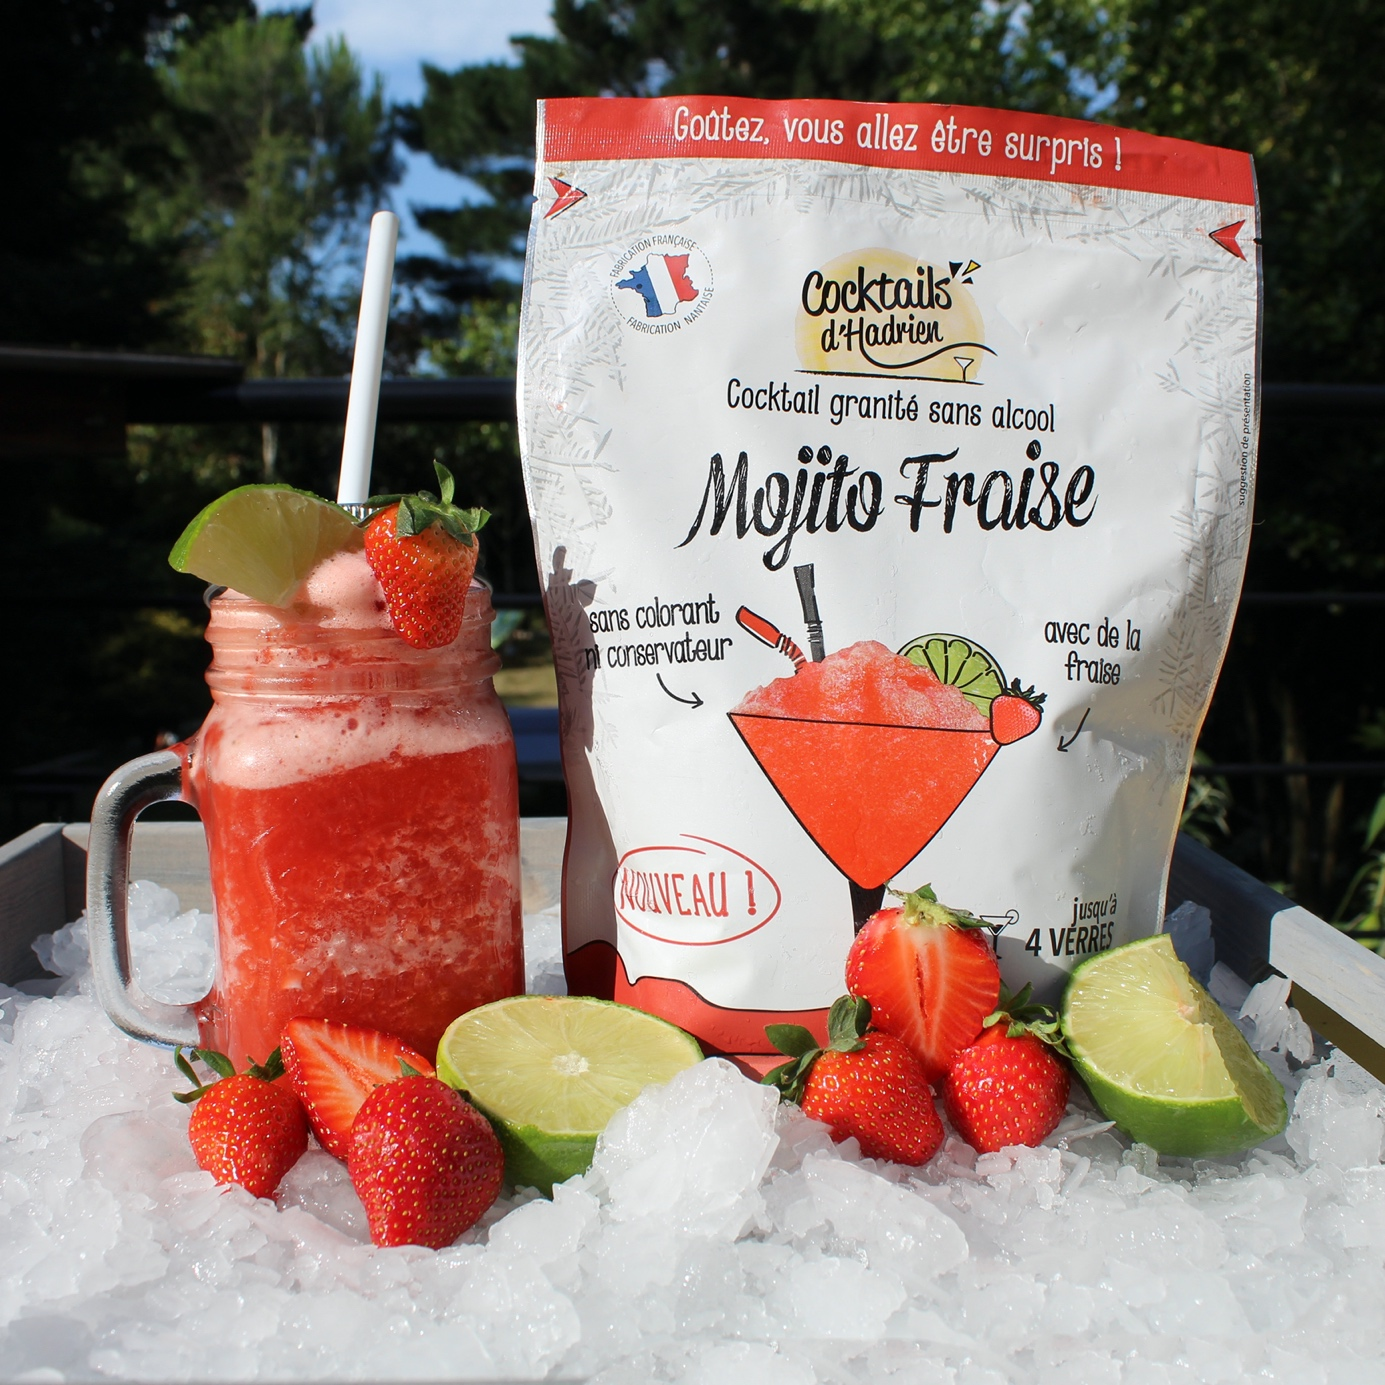 Goûtez, vous allez être surpris !
FABRICATION FRANÇAISE
FABRICATION NANTAISE
Cocktails
d'Hadrien
Cocktail granité sans alcool
Mojito Fraise
suggestion de présentation
sans colorant
ni conservateur
avec de la
fraise
NOUVEAU !
jusqu'à
4 VERRES